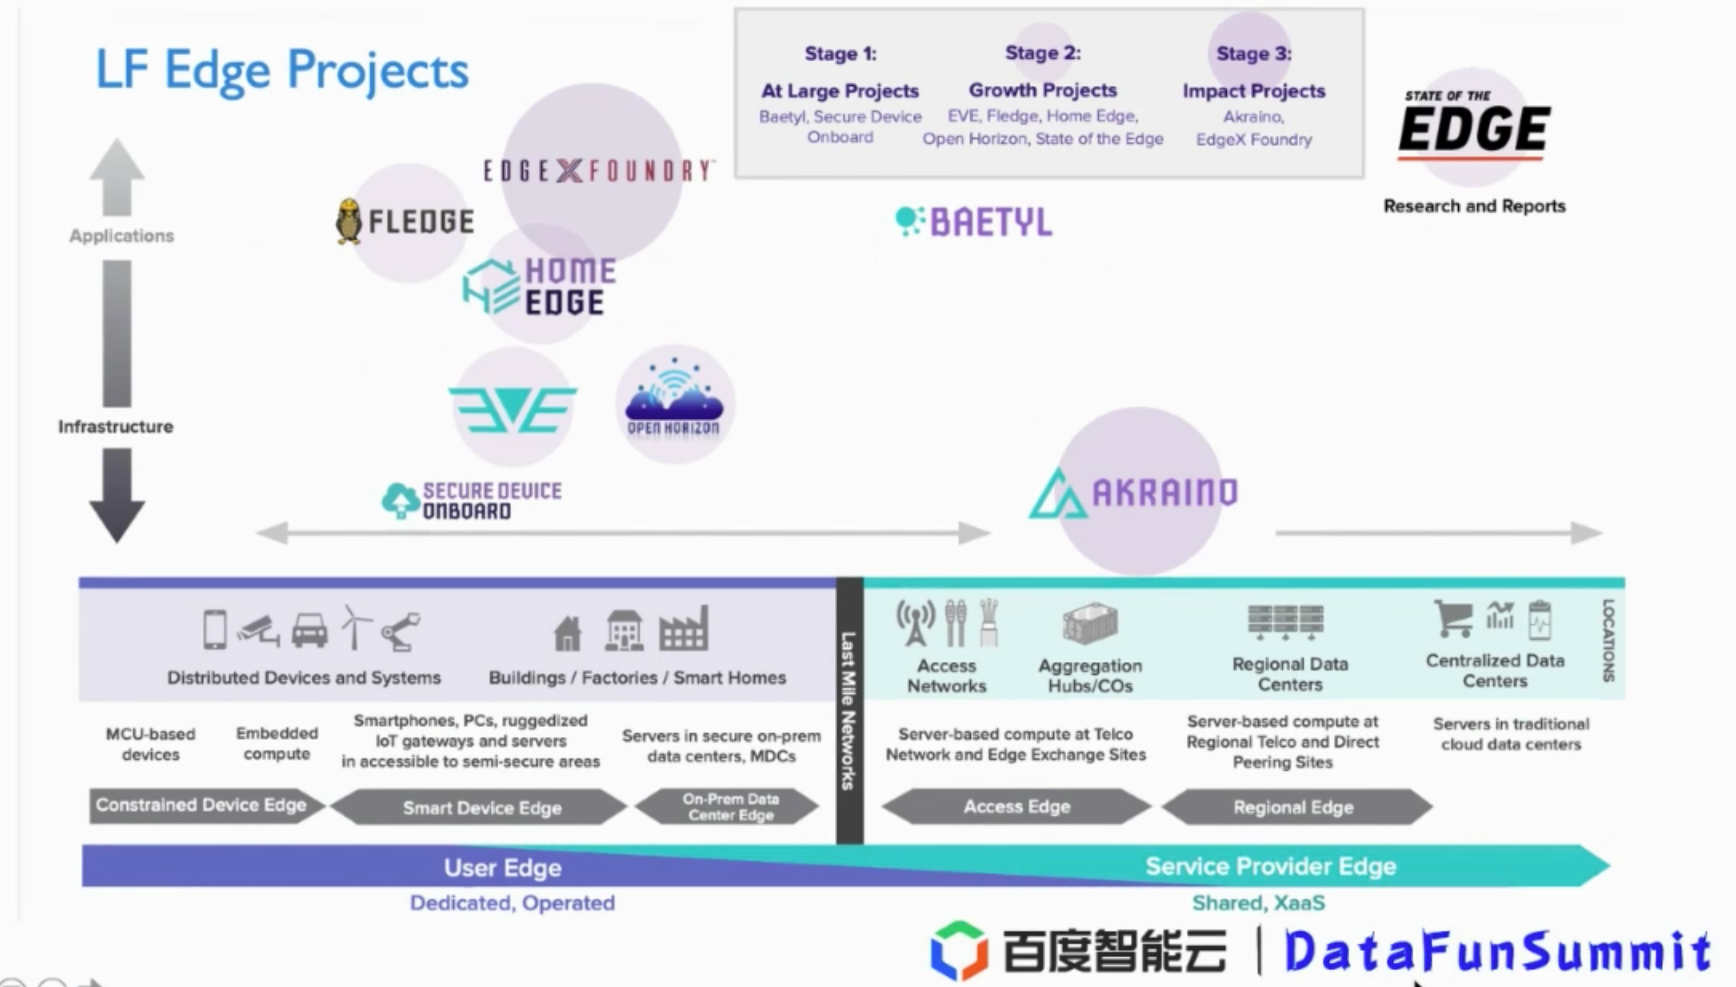 LF Edge Projects
Stage 1:
At Large Projects
Baetyl, Secure Device
Onboard
Stage 2:
Growth Projects
EVE, Fledge, Home Edge,
Open Horizon, State of the Edge
Stage 3:
Impact Projects
Akraino,
EdgeX Foundry
STATE OF THE
EDGE
Research and Reports
EDGE X FOUNDRY™
FLEDGE
BAETYL
Applications
HOME
EDGE
EVE
OPEN HORIZON
Infrastructure
SECURE DEVICE
ONBOARD
AKRAINO
Distributed Devices and Systems
Buildings / Factories / Smart Homes
Last Mile Networks
Access
Networks
Aggregation
Hubs/COs
Regional Data
Centers
Centralized Data
Centers
LOCATIONS
MCU-based
devices
Embedded
compute
Smartphones, PCs, ruggedized
IoT gateways and servers
in accessible to semi-secure areas
Servers in secure on-prem
data centers, MDCs
Server-based compute at Telco
Network and Edge Exchange Sites
Server-based compute at
Regional Telco and Direct
Peering Sites
Servers in traditional
cloud data centers
Constrained Device Edge
Smart Device Edge
On-Prem Data
Center Edge
Access Edge
Regional Edge
User Edge
Service Provider Edge
Dedicated, Operated
Shared, XaaS
百度智能云 | DataFunSummit